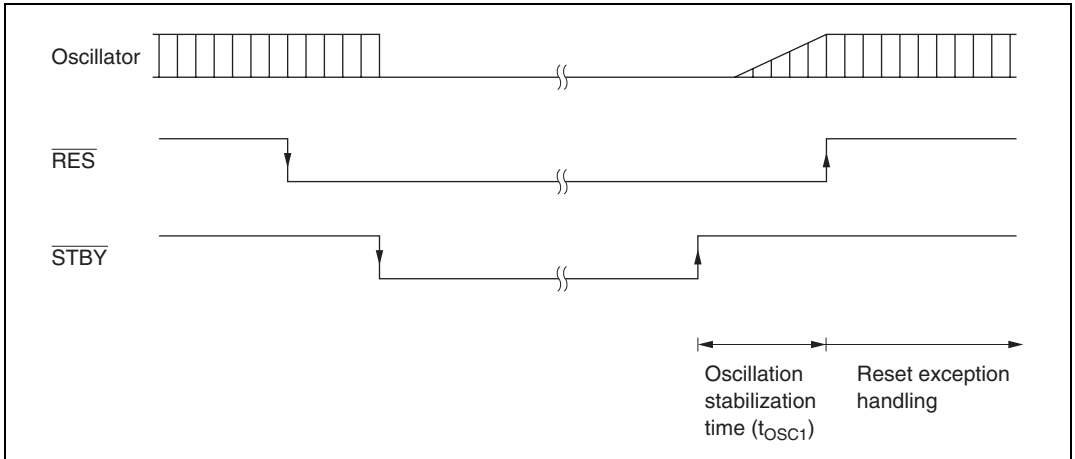 Oscillator
RES
STBY
Oscillation
stabilization
time (tOSC1)
Reset exception
handling